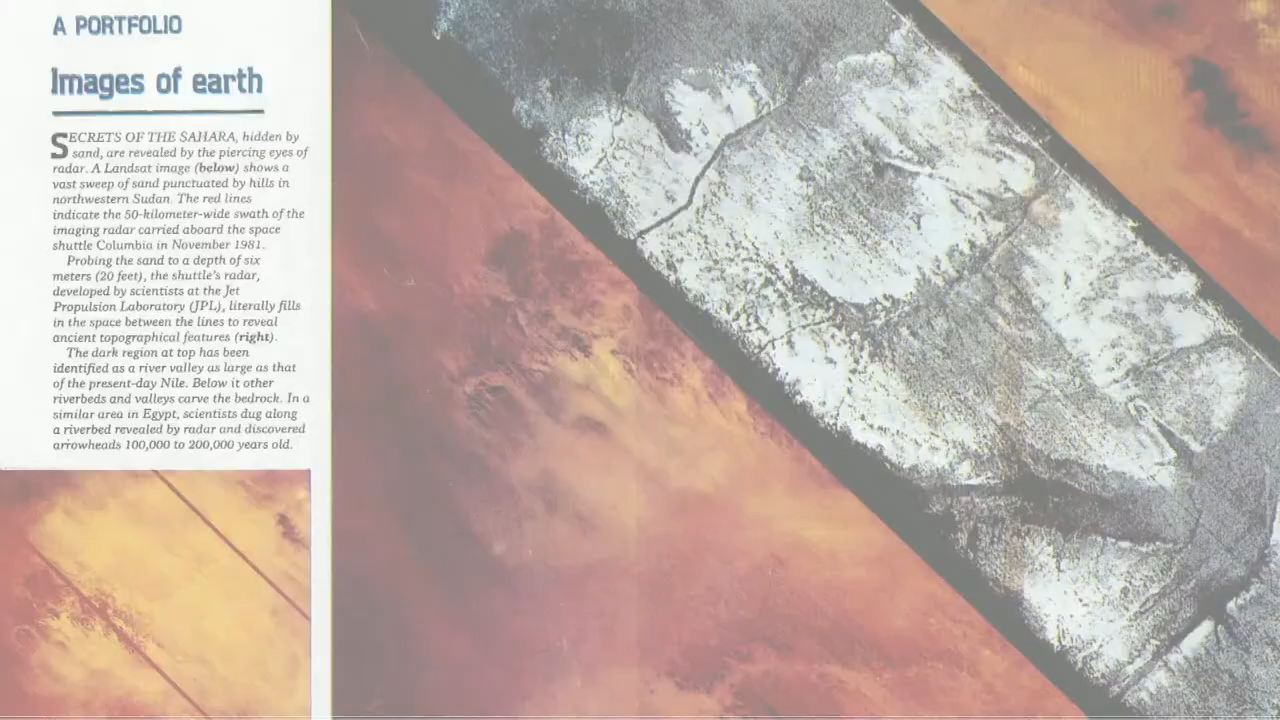 A PORTFOLIO
Images of earth
SECRETS OF THE SAHARA, hidden by
sand, are revealed by the piercing eyes of
radar. A Landsat image (below) shows a
vast sweep of sand punctuated by hills in
northwestern Sudan. The red lines
indicate the 50-kilometer-wide swath of the
imaging radar carried aboard the space
shuttle Columbia in November 1981.
Probing the sand to a depth of six
meters (20 feet), the shuttle's radar,
developed by scientists at the Jet
Propulsion Laboratory (JPL), literally fills
in the space between the lines to reveal
ancient topographical features (right).
The dark region at top has been
identified as a river valley as large as that
of the present-day Nile. Below it other
riverbeds and valleys carve the bedrock. In a
similar area in Egypt, scientists dug along
a riverbed revealed by radar and discovered
arrowheads 100,000 to 200,000 years old.